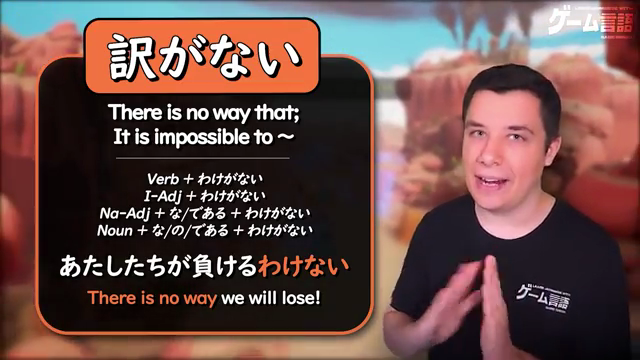 訳がない
There is no way that;
It is impossible to ～
Verb + わけがない
I-Adj + わけがない
Na-Adj + な/である + わけがない
Noun + な/の/である + わけがない
あたしたちが負けるわけない
There is no way we will lose!
ゲーム言語
ゲーム言語